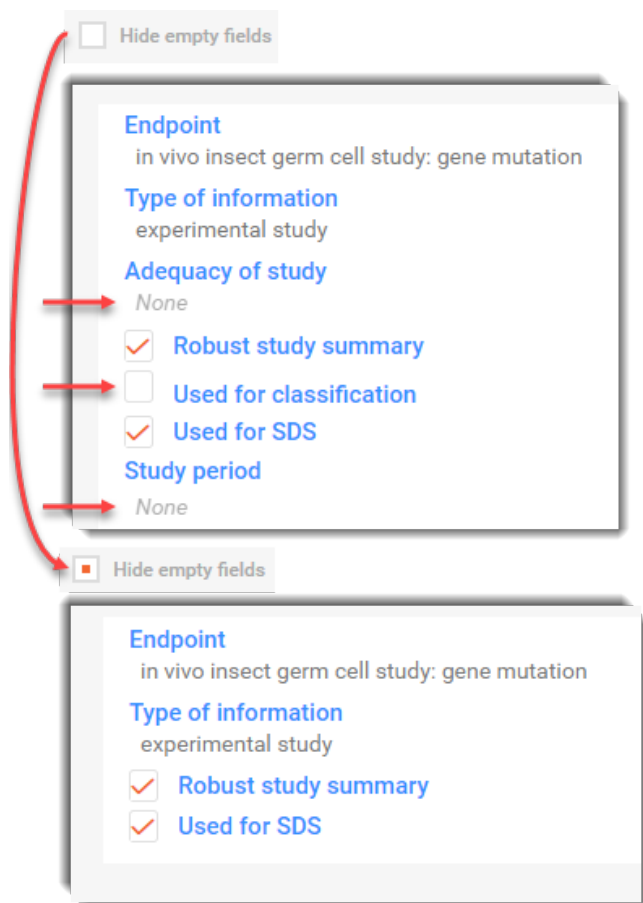 Hide empty fields
Endpoint
in vivo insect germ cell study: gene mutation
Type of information
experimental study
Adequacy of study
None
Robust study summary
Used for classification
Used for SDS
Study period
None
Hide empty fields
Endpoint
in vivo insect germ cell study: gene mutation
Type of information
experimental study
Robust study summary
Used for SDS